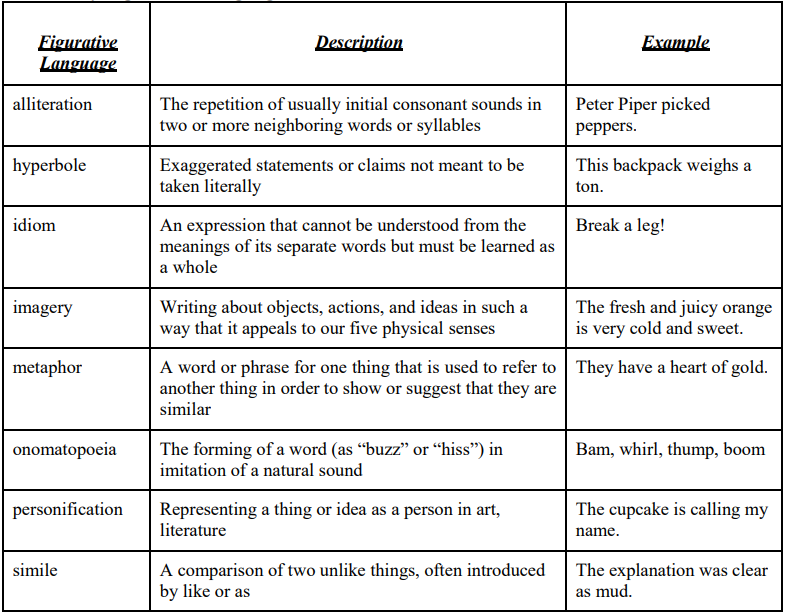 Figurative
Language
Description
Example
alliteration
The repetition of usually initial consonant sounds in
two or more neighboring words or syllables
Peter Piper picked
peppers.
hyperbole
Exaggerated statements or claims not meant to be
taken literally
This backpack weighs a
ton.
idiom
An expression that cannot be understood from the
meanings of its separate words but must be learned as
a whole
Break a leg!
imagery
Writing about objects, actions, and ideas in such a
way that it appeals to our five physical senses
The fresh and juicy orange
is very cold and sweet.
metaphor
A word or phrase for one thing that is used to refer to
another thing in order to show or suggest that they are
similar
They have a heart of gold.
onomatopoeia
The forming of a word (as “buzz” or “hiss”) in
imitation of a natural sound
Bam, whirl, thump, boom
personification
Representing a thing or idea as a person in art,
literature
The cupcake is calling my
name.
simile
A comparison of two unlike things, often introduced
by like or as
The explanation was clear
as mud.